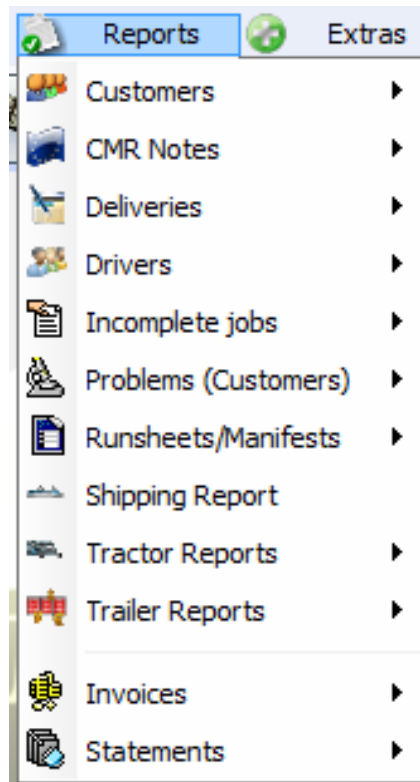 Reports Extras
Customers
CMR Notes
Deliveries
Drivers
Incomplete jobs
Problems (Customers)
Runsheets/Manifests
Shipping Report
Tractor Reports
Trailer Reports
Invoices
Statements